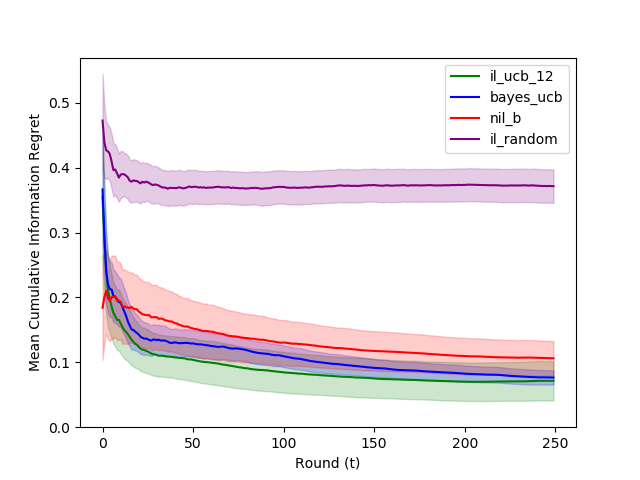 il_ucb_12
bayes_ucb
nil_b
il_random
Mean Cumulative Information Regret
0.5
0.4
0.3
0.2
0.1
0.0
0
50
100
150
200
250
Round (t)